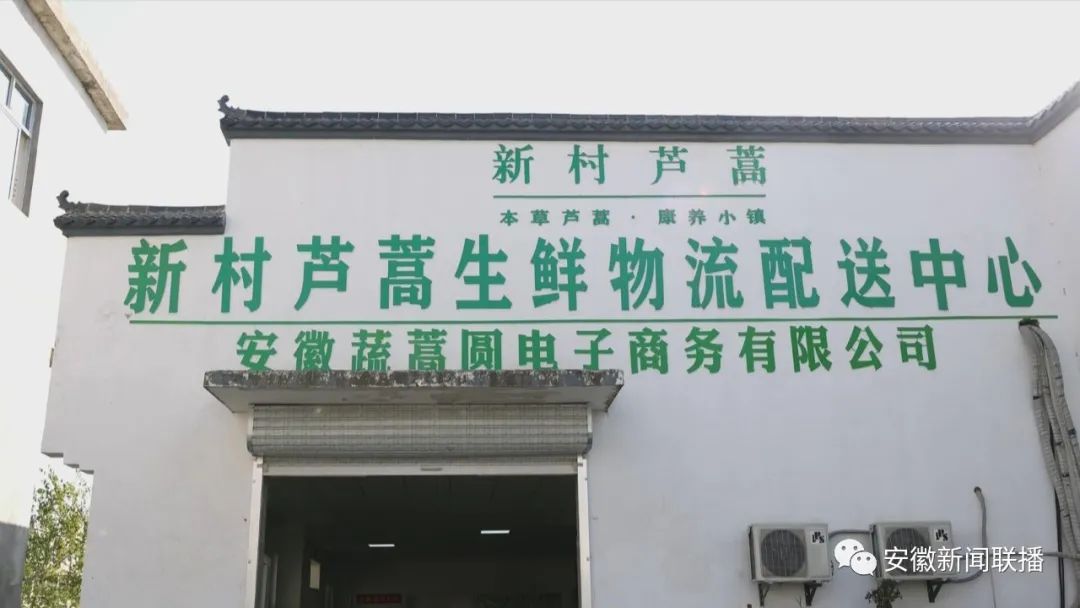 新村芦蒿
本草芦蒿·康养小镇
新村芦蒿生鲜物流配送中心
安徽蔬蒿圆电子商务有限公司
安徽新闻联播